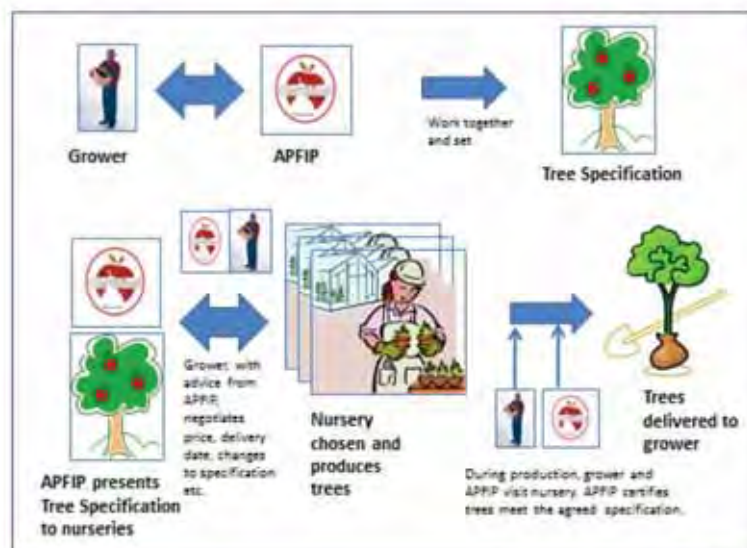 Grower
APFIP
Work together
and set
Tree Specification
APFIP presents
Tree Specification
to nurseries
Grower, with
advice from
APFIP,
negotiates
price, delivery
date, changes
to specification
etc.
Nursery
chosen and
produces
trees
Trees
delivered to
grower
During production, grower and
APFIP visit nursery. APFIP certifies
trees meet the agreed specification.